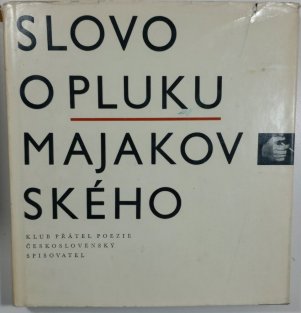 SLOVO
O PLUKU
MAJAKOV
SKÉHO
KLUB PŘÁTEL POEZIE
ČESKOSLOVENSKÝ
SPISOVATEL